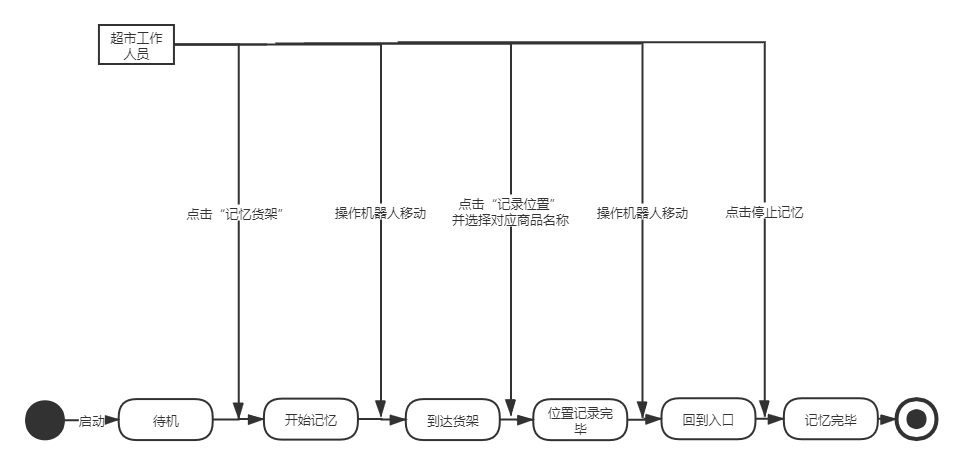 超市工作
人员
点击“记忆货架”
操作机器人移动
点击“记录位置”
并选择对应商品名称
操作机器人移动
点击停止记忆
启动
待机
开始记忆
到达货架
位置记录完
毕
回到入口
记忆完毕